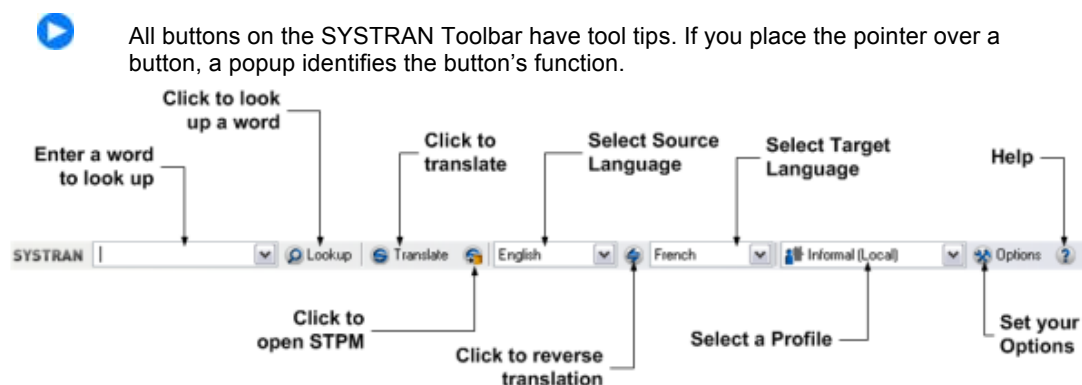 All buttons on the SYSTRAN Toolbar have tool tips. If you place the pointer over a
button, a popup identifies the button’s function.
Click to look
up a word
Enter a word
to look up
Click to
translate
Select Source
Language
Select Target
Language
Help
SYSTRAN
Lookup
Translate
English
French
Informal (Local)
Options
?
Click to
open STPM
Click to reverse
translation
Select a Profile
Set your
Options